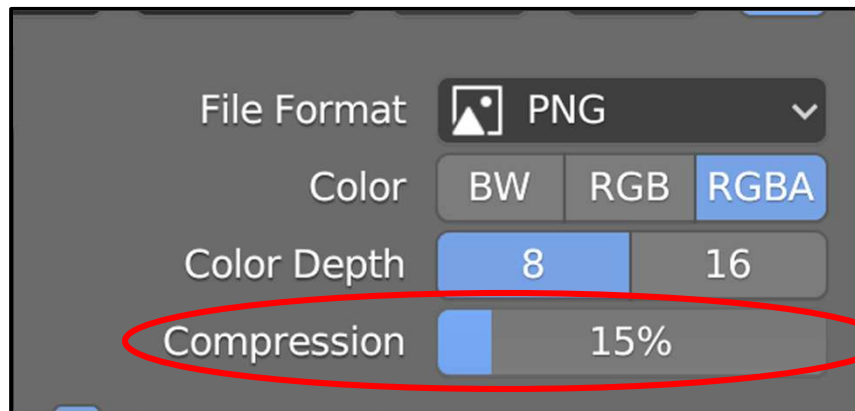 File Format PNG
Color BW RGB RGBA
Color Depth 8 16
Compression 15%